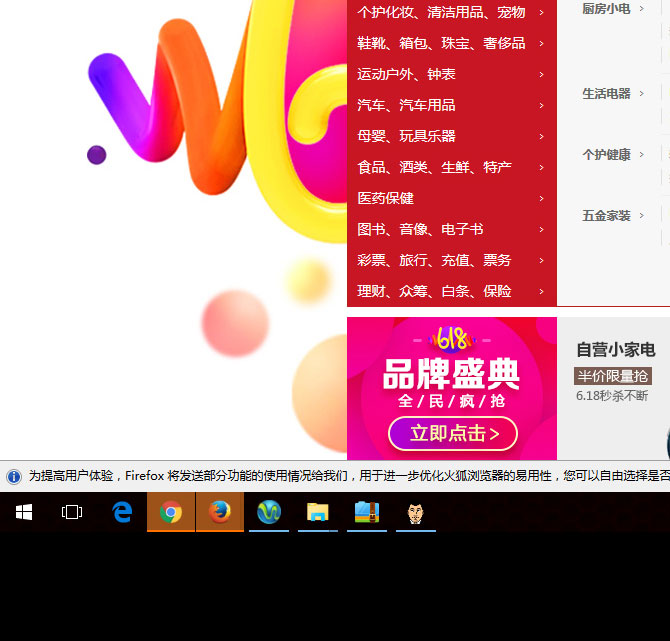 个护化妆、清洁用品、宠物 >
鞋靴、箱包、珠宝、奢侈品 >
运动户外、钟表 >
汽车、汽车用品 >
母婴、玩具乐器 >
食品、酒类、生鲜、特产 >
医药保健 >
图书、音像、电子书 >
彩票、旅行、充值、票务 >
理财、众筹、白条、保险 >
厨房小电 >
生活电器 >
个护健康 >
五金家装 >
618
品牌盛典
全/民/疯/抢
立即点击>
自营小家电
半价限量抢
6.18秒杀不断
为提高用户体验，Firefox 将发送部分功能的使用情况给我们，用于进一步优化火狐浏览器的易用性，您可以自由选择是否